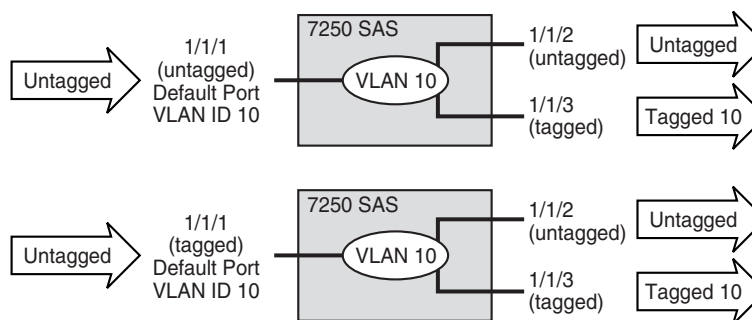 7250 SAS
Untagged
1/1/1
(untagged)
Default Port
VLAN ID 10
VLAN 10
1/1/2
(untagged)
Untagged
1/1/3
(tagged)
Tagged 10
7250 SAS
Untagged
1/1/1
(tagged)
Default Port
VLAN ID 10
VLAN 10
1/1/2
(untagged)
Untagged
1/1/3
(tagged)
Tagged 10